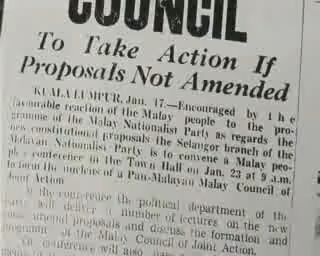 COUNCIL
To Take Action If
Proposals Not Amended
KUALA LUMPUR, Jan. 17.—Encouraged by the
favourable reaction of the Malay people to the pro-
gramme of the Malay Nationalist Party as regards the
new constitutional proposals the Selangor branch of the
Malayan Nationalist Party is to convene a Malay peo-
ple's conference in the Town Hall on Jan. 23 at 9 a.m.
to form the nucleus of a Pan-Malayan Malay Council of
Joint Action.
At the conference the political department of the
party will deliver a number of lectures on the new
proposals and discuss the formation and
of the Malay Council of Joint Action.
conference will also